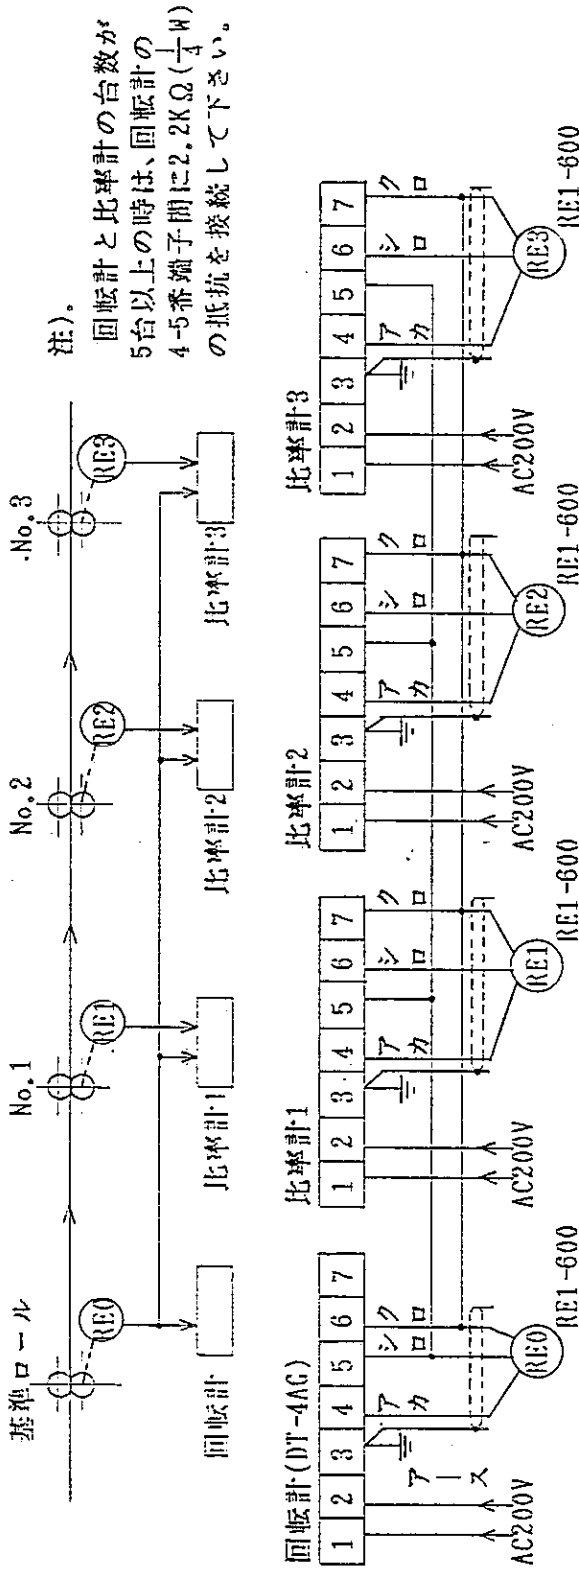 基準ロール
No.1
No.2
No.3
RE0
RE1
RE2
RE3
回転計
比率計1
比率計2
比率計3
注)。
回転計と比率計の台数が
5台以上の時は、回転計の
4-5番端子間に2.2KΩ(1/4W)
の抵抗を接続して下さい。
回転計(DT-4AG)
1 2 3 4 5 6 7
アース
アカ
シロ
クロ
AC200V
RE0
RE1-600
比率計1
1 2 3 4 5 6 7
アカ
シロ
クロ
AC200V
RE1
RE1-600
比率計2
1 2 3 4 5 6 7
アカ
シロ
クロ
AC200V
RE2
RE1-600
比率計3
1 2 3 4 5 6 7
アカ
シロ
クロ
AC200V
RE3
RE1-600